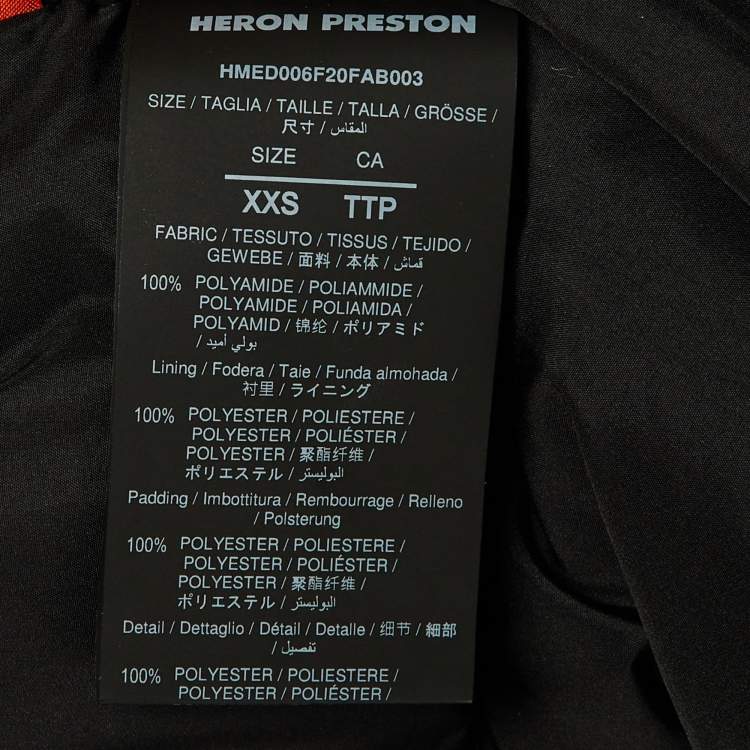 HERON PRESTON
HMED006F20FAB003
SIZE / TAGLIA / TAILLE / TALLA / GRÖSSE /
尺寸 / المقاس
SIZE CA
XXS TTP
FABRIC / TESSUTO / TISSUS / TEJIDO /
GEWEBE / 面料 / 本体 / قماش
100% POLYAMIDE / POLIAMMIDE /
POLYAMIDE / POLIAMIDA /
POLYAMID / 锦纶 / ポリアミド
/ بولي أميد
Lining / Fodera / Taie / Funda almohada /
衬里 / ライニング
100% POLYESTER / POLIESTERE /
POLYESTER / POLIÉSTER /
POLYESTER / 聚酯纤维 /
ポリエステル / البوليستر
Padding / Imbottitura / Rembourrage / Relleno
/ Polsterung
100% POLYESTER / POLIESTERE /
POLYESTER / POLIÉSTER /
POLYESTER / 聚酯纤维 /
ポリエステル / البوليستر
Detail / Dettaglio / Détail / Detalle / 细节 / 細部
/ تفصيل
100% POLYESTER / POLIESTERE /
POLYESTER / POLIÉSTER /